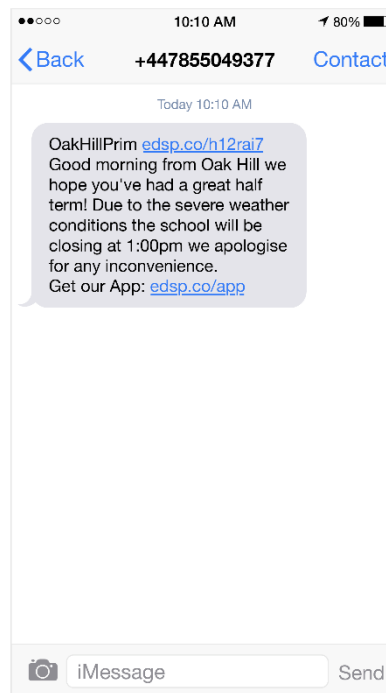 10:10 AM 80%
Back +447855049377 Contact
Today 10:10 AM
OakHillPrim edsp.co/h12rai7
Good morning from Oak Hill we
hope you've had a great half
term! Due to the severe weather
conditions the school will be
closing at 1:00pm we apologise
for any inconvenience.
Get our App: edsp.co/app
iMessage Send